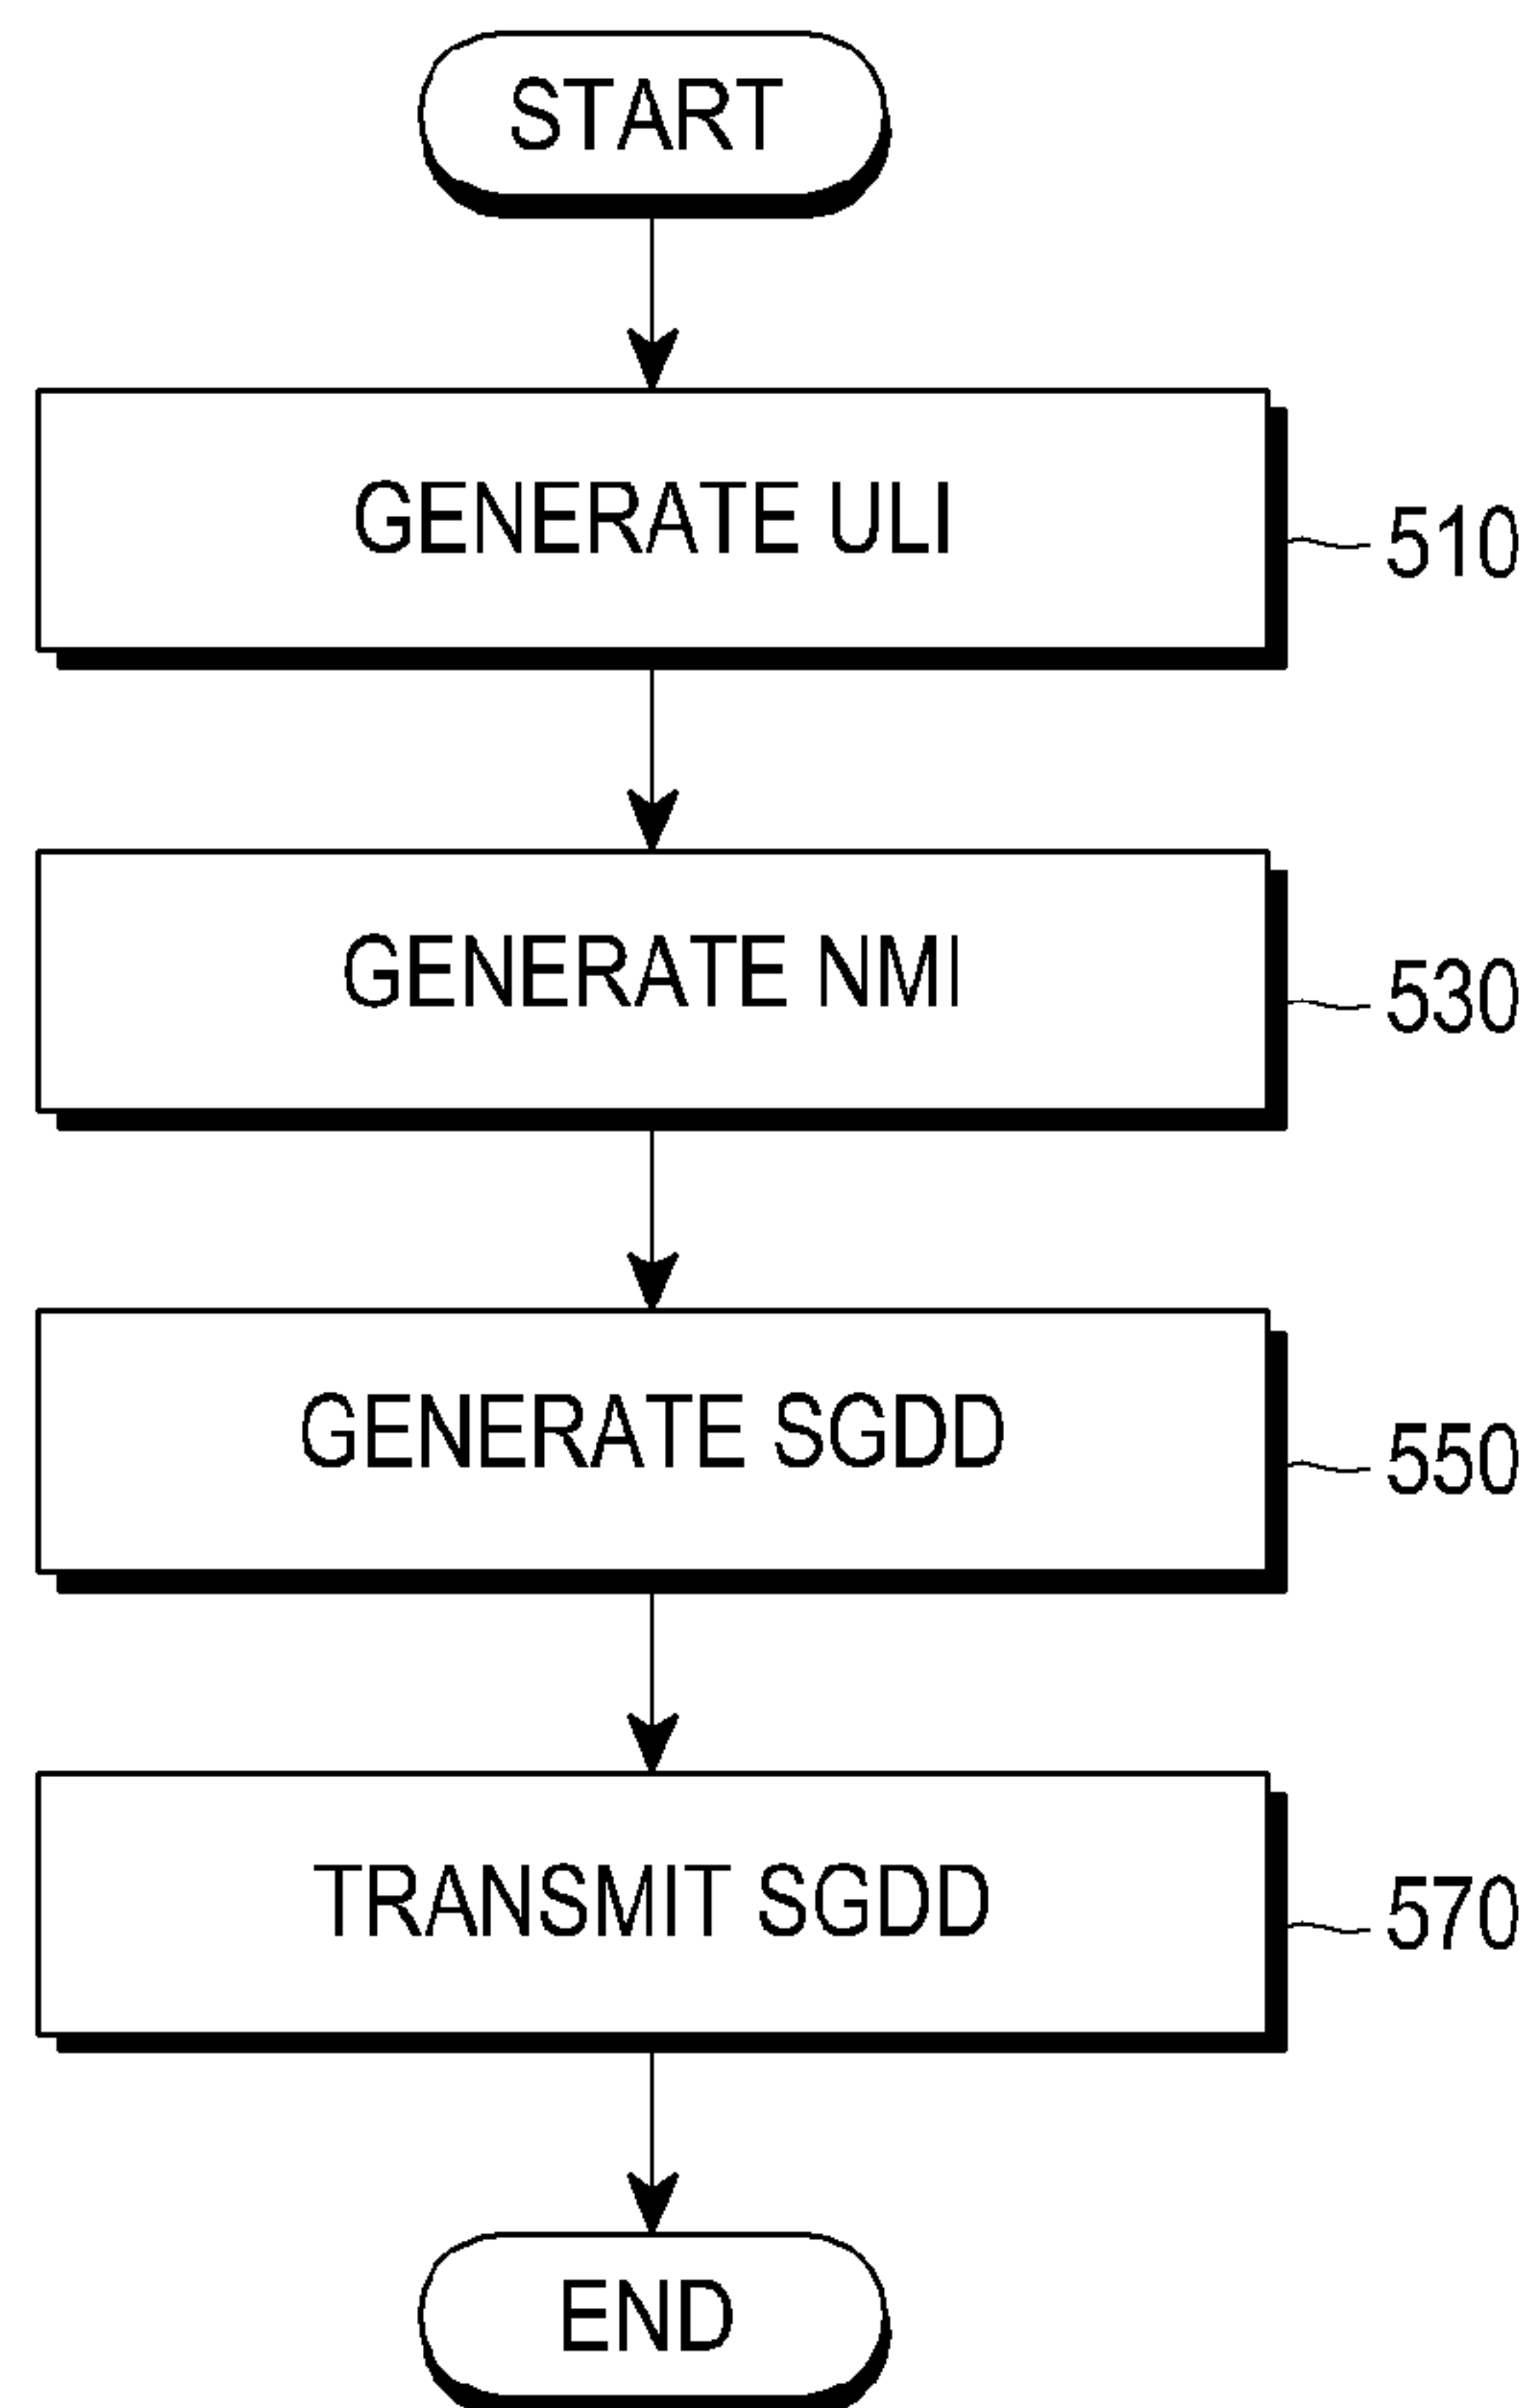 START
GENERATE ULI
510
GENERATE NMI
530
GENERATE SGDD
550
TRANSMIT SGDD
570
END